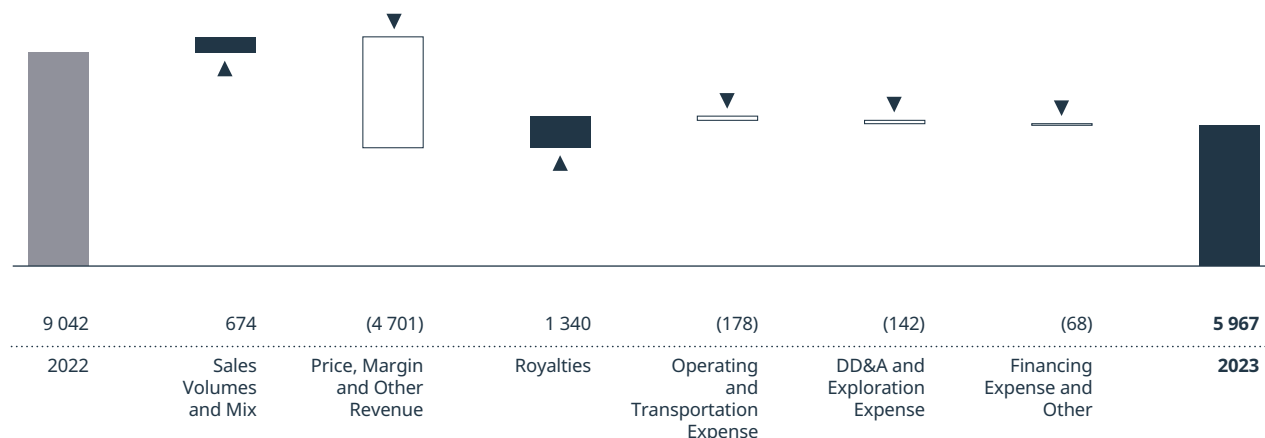 9 042 674 (4 701) 1 340 (178) (142) (68) 5 967
2022 Sales Price, Margin Royalties Operating DD&A and Financing 2023
Volumes and Other and Exploration Expense and
and Mix Revenue Transportation Expense Other
Expense